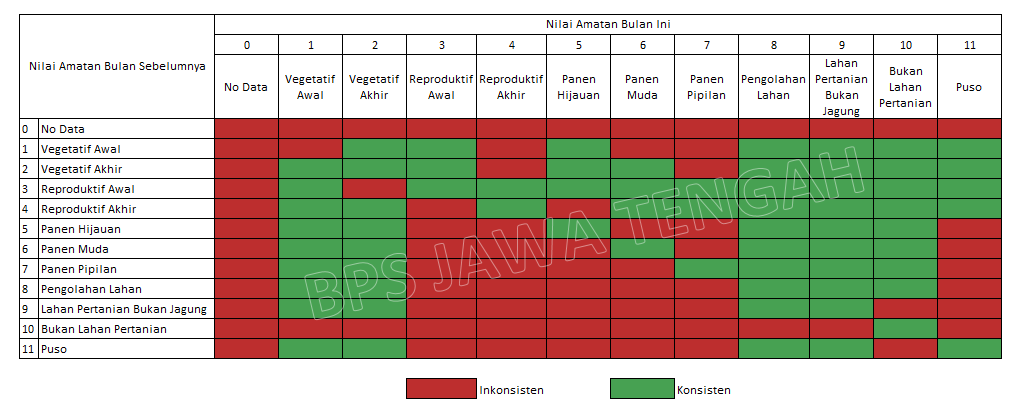 Nilai Amatan Bulan Sebelumnya
Nilai Amatan Bulan Ini
0 1 2 3 4 5 6 7 8 9 10 11
No Data
Vegetatif
Awal
Vegetatif
Akhir
Reproduktif
Awal
Reproduktif
Akhir
Panen
Hijauan
Panen
Muda
Panen
Pipilan
Pengolahan
Lahan
Lahan
Pertanian
Bukan
Jagung
Bukan
Lahan
Pertanian
Puso
0 No Data
1 Vegetatif Awal
2 Vegetatif Akhir
3 Reproduktif Awal
4 Reproduktif Akhir
5 Panen Hijauan
6 Panen Muda
7 Panen Pipilan
8 Pengolahan Lahan
9 Lahan Pertanian Bukan Jagung
10 Bukan Lahan Pertanian
11 Puso
BPS JAWA TENGAH
Inkonsisten
Konsisten